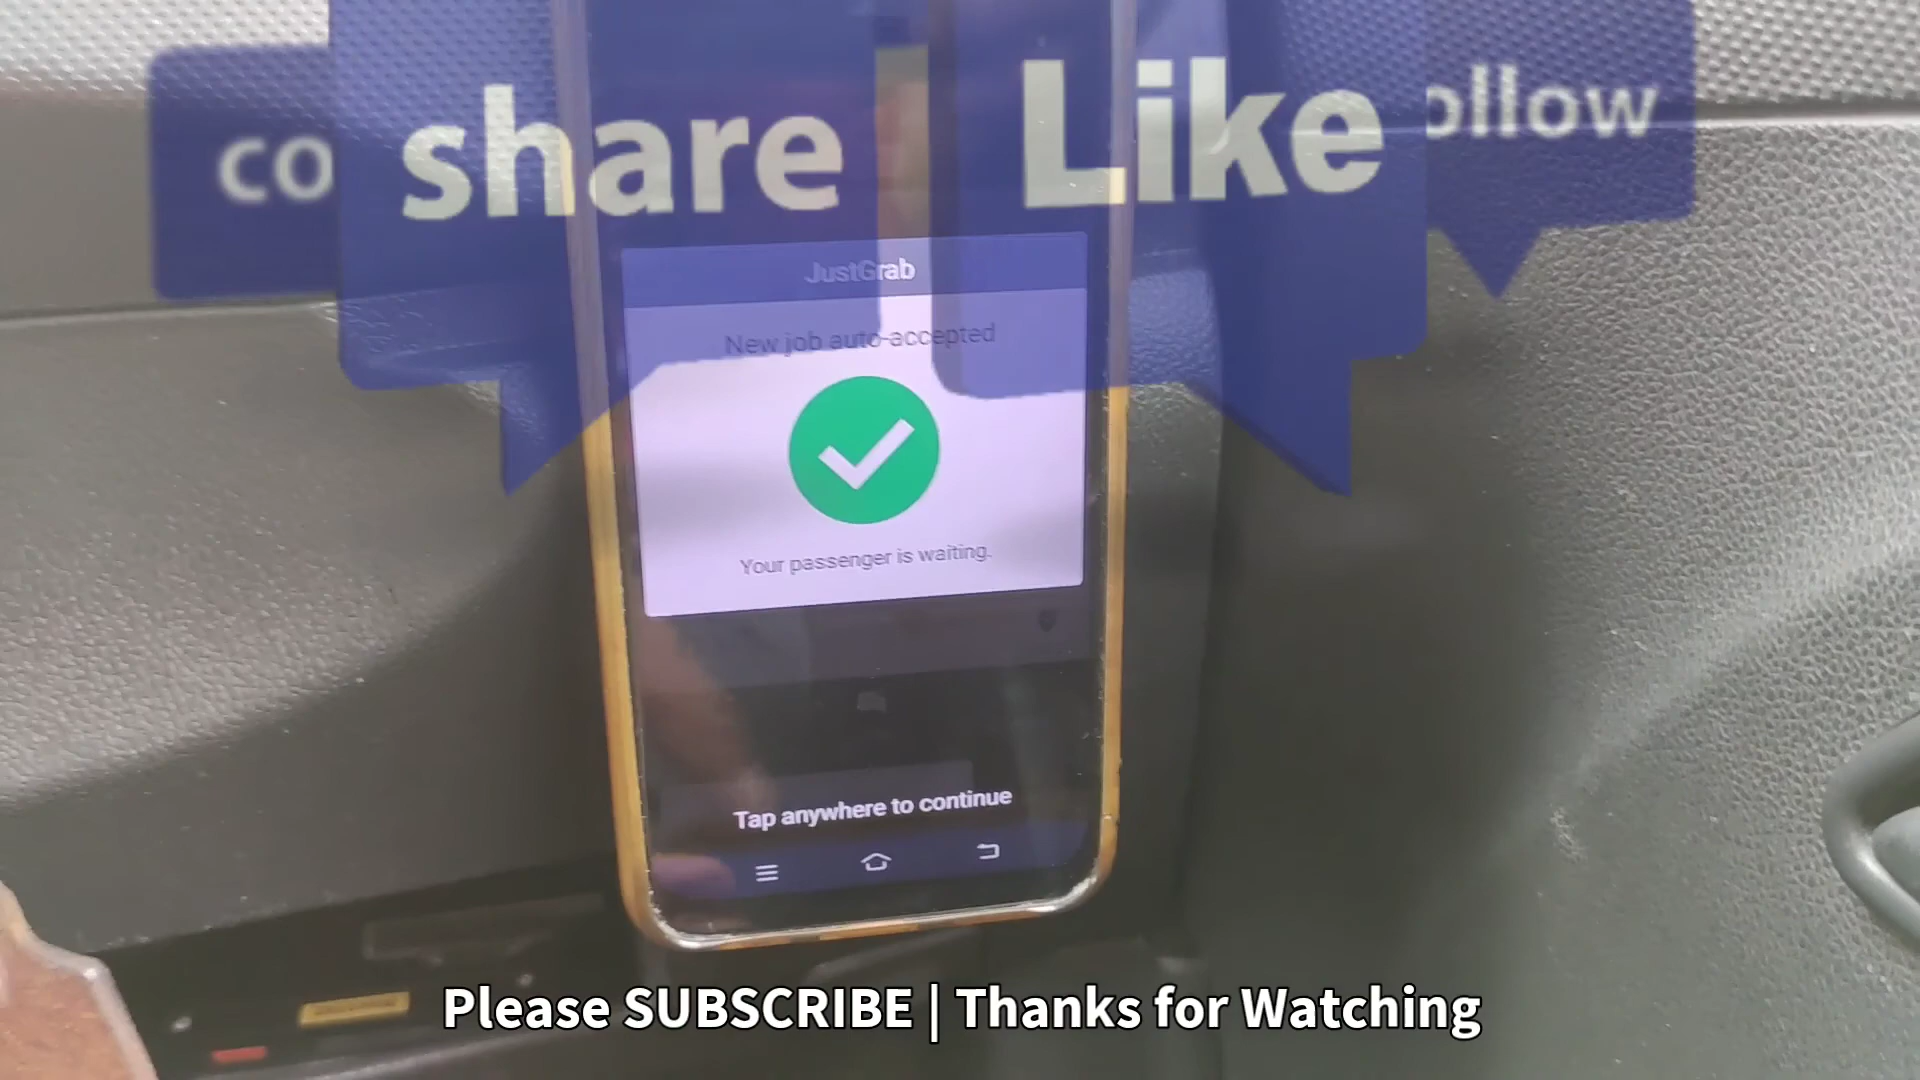 co
share
Like
ollow
JustGrab
New job auto-accepted
Your passenger is waiting.
Tap anywhere to continue
Please SUBSCRIBE | Thanks for Watching